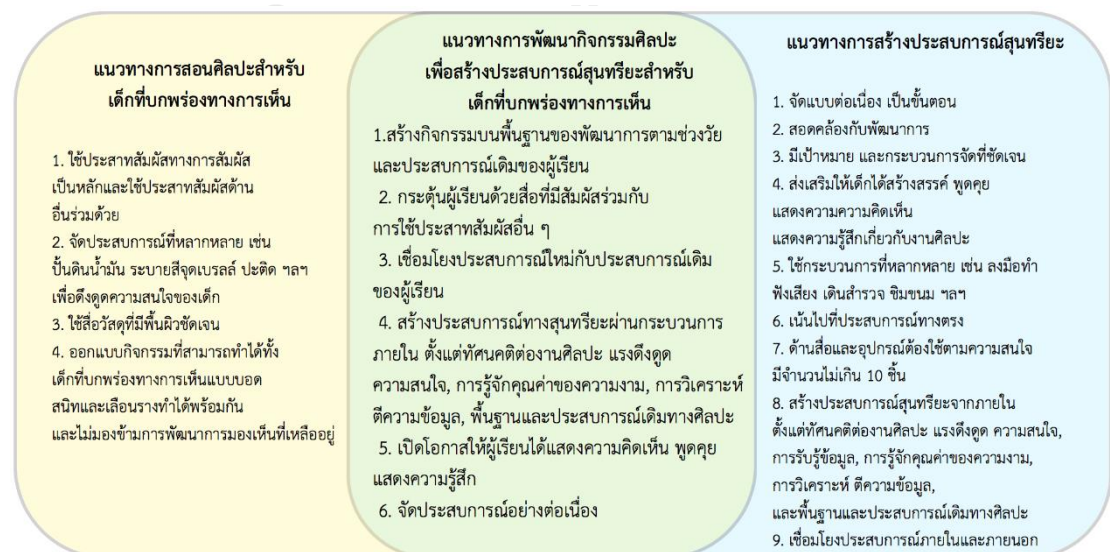 แนวทางการสอนศิลปะสำหรับ
เด็กที่บกพร่องทางการเห็น
1. ใช้ประสาทสัมผัสทางการสัมผัส
เป็นหลักและใช้ประสาทสัมผัสด้าน
อื่นร่วมด้วย
2. จัดประสบการณ์ที่หลากหลาย เช่น
ปั้นดินน้ำมัน ระบายสีจุดเบรลล์ ปะติด ฯลฯ
เพื่อดึงดูดความสนใจของเด็ก
3. ใช้สื่อวัสดุที่มีพื้นผิวชัดเจน
4. ออกแบบกิจกรรมที่สามารถทำได้ทั้ง
เด็กที่บกพร่องทางการเห็นแบบบอด
สนิทและเลือนรางทำได้พร้อมกัน
และไม่มองข้ามการพัฒนาการมองเห็นที่เหลืออยู่
แนวทางการพัฒนากิจกรรมศิลปะ
เพื่อสร้างประสบการณ์สุนทรียะสำหรับ
เด็กที่บกพร่องทางการเห็น
1.สร้างกิจกรรมบนพื้นฐานของพัฒนาการตามช่วงวัย
และประสบการณ์เดิมของผู้เรียน
2. กระตุ้นผู้เรียนด้วยสื่อที่มีสัมผัสร่วมกับ
การใช้ประสาทสัมผัสอื่น ๆ
3. เชื่อมโยงประสบการณ์ใหม่กับประสบการณ์เดิม
ของผู้เรียน
4. สร้างประสบการณ์ทางสุนทรียะผ่านกระบวนการ
ภายใน ตั้งแต่ทัศนคติต่องานศิลปะ แรงดึงดูด
ความสนใจ, การรู้จักคุณค่าของความงาม, การวิเคราะห์
ตีความข้อมูล, พื้นฐานและประสบการณ์เดิมทางศิลปะ
5. เปิดโอกาสให้ผู้เรียนได้แสดงความคิดเห็น พูดคุย
แสดงความรู้สึก
6. จัดประสบการณ์อย่างต่อเนื่อง
แนวทางการสร้างประสบการณ์สุนทรียะ
1. จัดแบบต่อเนื่อง เป็นขั้นตอน
2. สอดคล้องกับพัฒนาการ
3. มีเป้าหมาย และกระบวนการจัดที่ชัดเจน
4. ส่งเสริมให้เด็กได้สร้างสรรค์ พูดคุย
แสดงความความคิดเห็น
แสดงความรู้สึกเกี่ยวกับงานศิลปะ
5. ใช้กระบวนการที่หลากหลาย เช่น ลงมือทำ
ฟังเสียง เดินสำรวจ ชิมขนม ฯลฯ
6. เน้นไปที่ประสบการณ์ทางตรง
7. ด้านสื่อและอุปกรณ์ต้องใช้ตามความสนใจ
มีจำนวนไม่เกิน 10 ชิ้น
8. สร้างประสบการณ์สุนทรียะจากภายใน
ตั้งแต่ทัศนคติต่องานศิลปะ แรงดึงดูด ความสนใจ,
การรับรู้ข้อมูล, การรู้จักคุณค่าของความงาม,
การวิเคราะห์ ตีความข้อมูล,
และพื้นฐานและประสบการณ์เดิมทางศิลปะ
9. เชื่อมโยงประสบการณ์ภายในและภายนอก